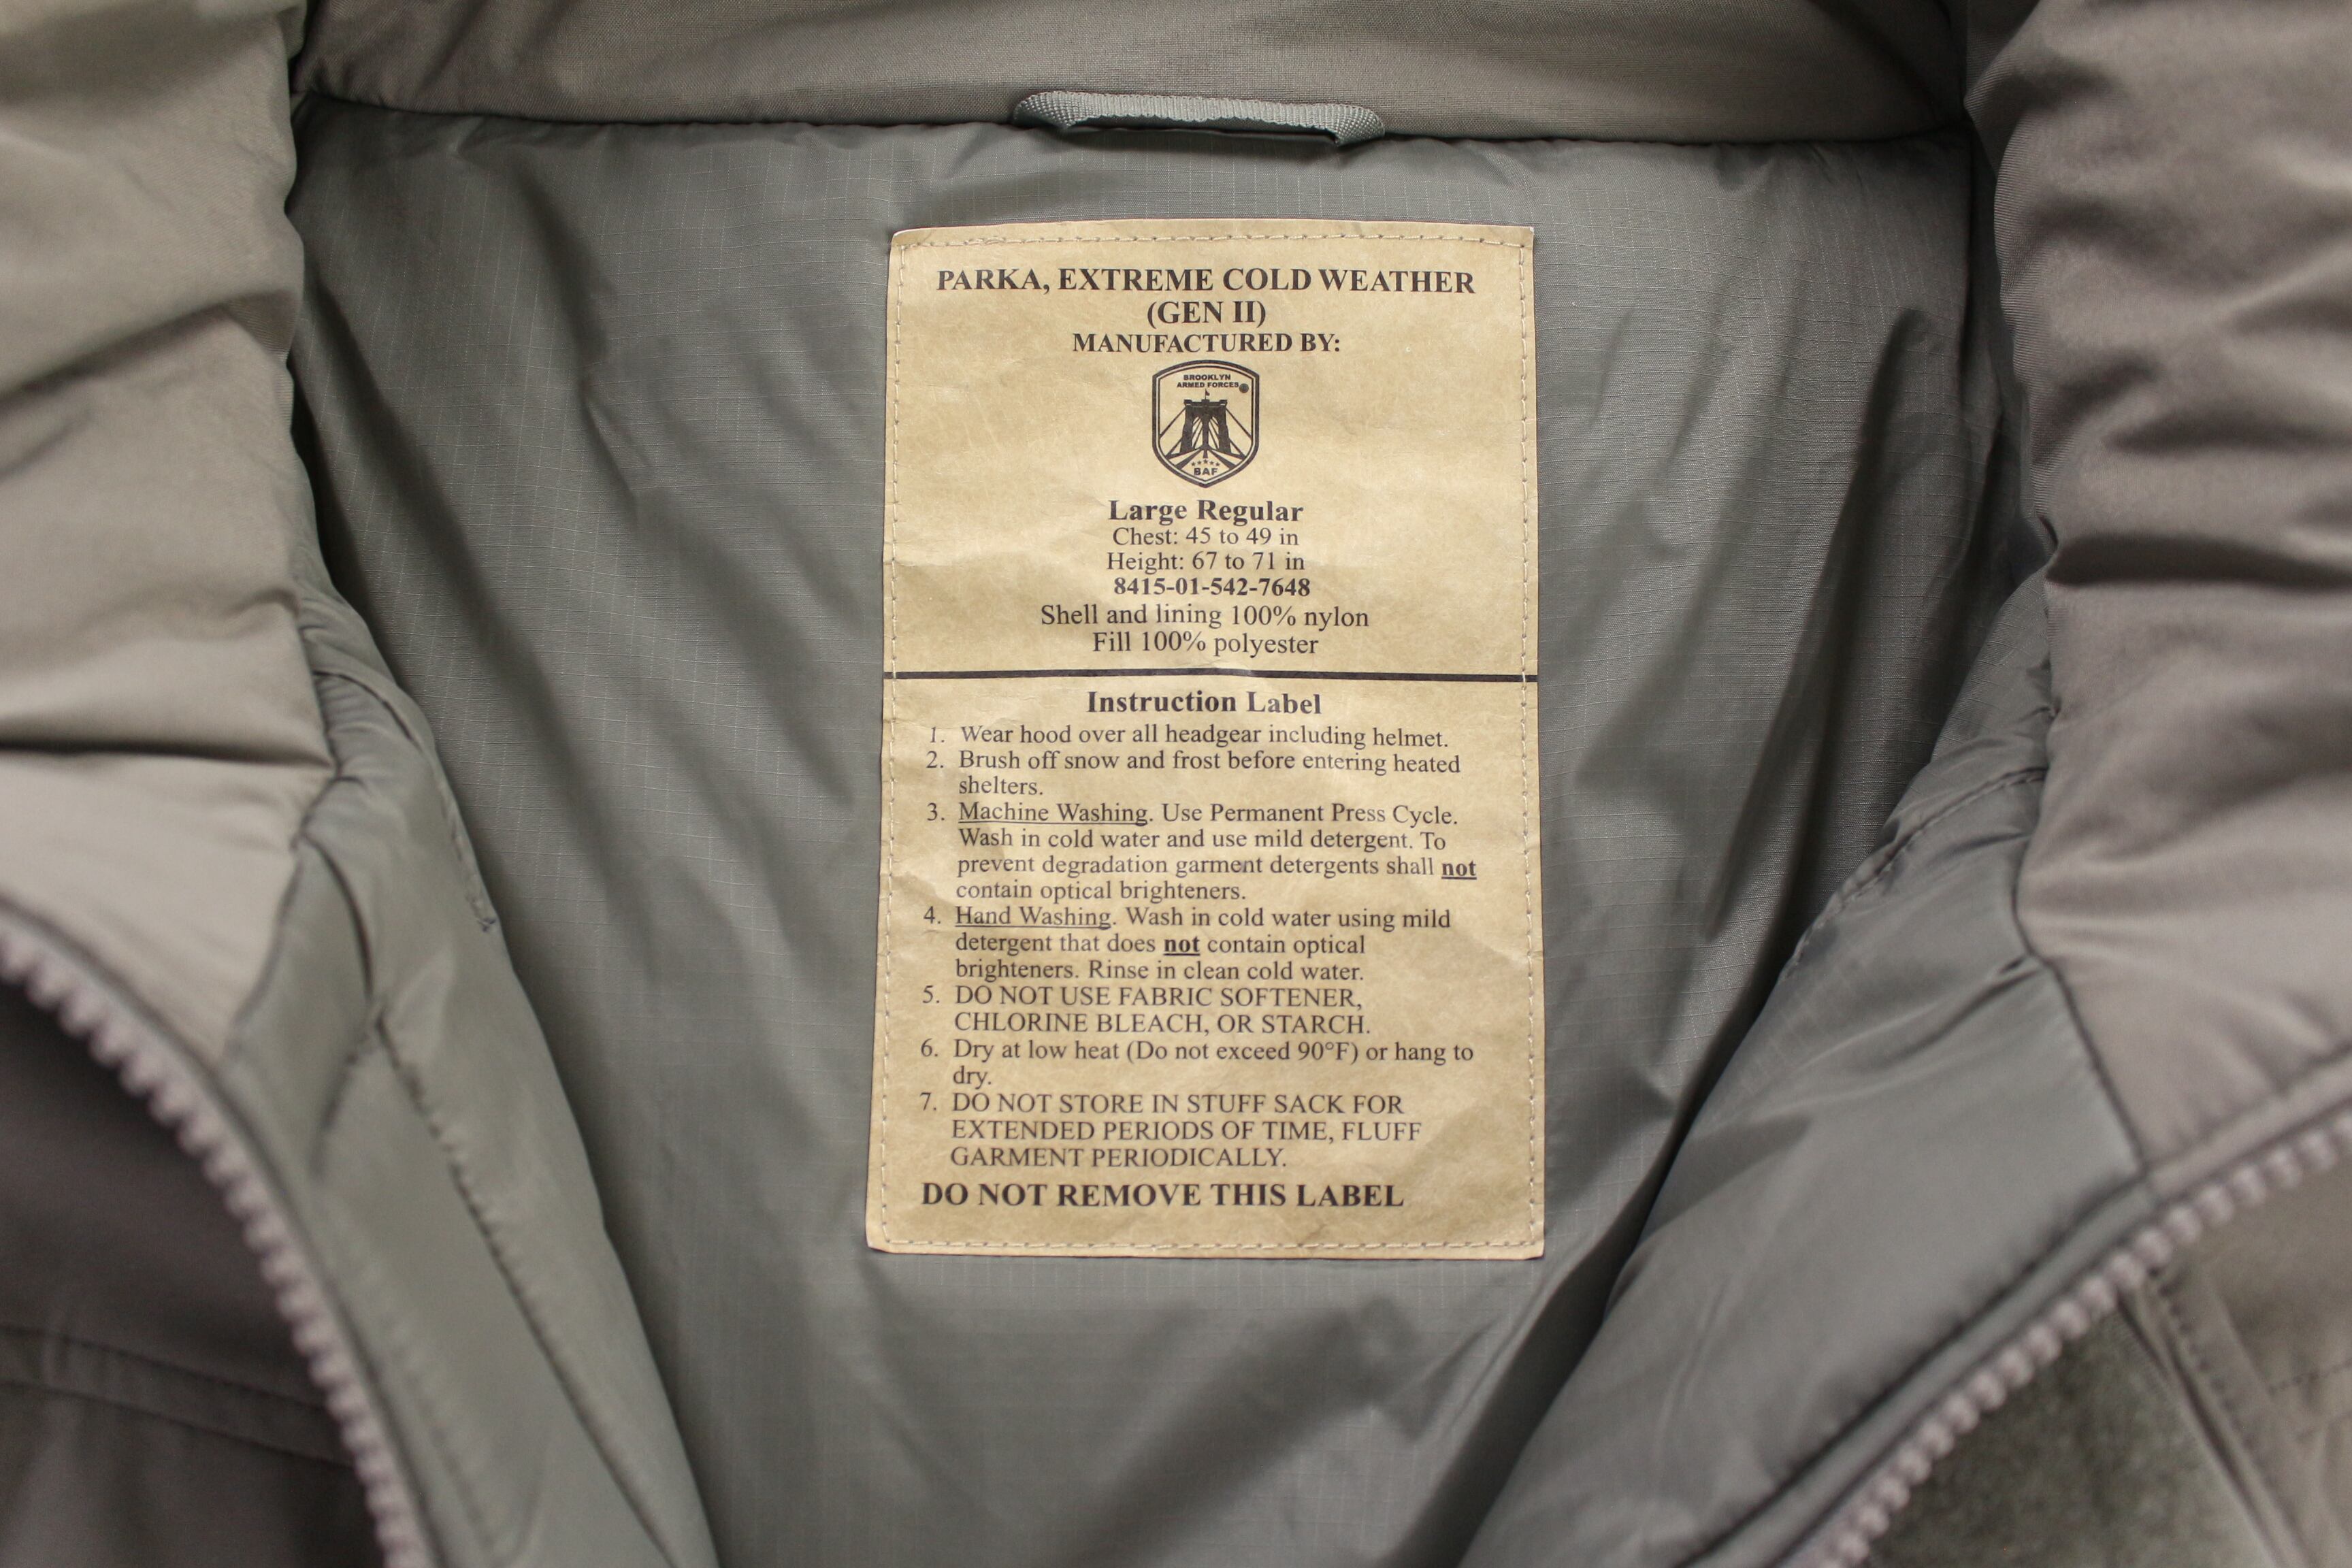 PARKA, EXTREME COLD WEATHER
(GEN II)
MANUFACTURED BY:
BROOKLYN
ARMED FORCES
BAF
Large Regular
Chest: 45 to 49 in
Height: 67 to 71 in
8415-01-542-7648
Shell and lining 100% nylon
Fill 100% polyester
Instruction Label
1. Wear hood over all headgear including helmet.
2. Brush off snow and frost before entering heated
shelters.
3. Machine Washing. Use Permanent Press Cycle.
Wash in cold water and use mild detergent. To
prevent degradation garment detergents shall not
contain optical brighteners.
4. Hand Washing. Wash in cold water using mild
detergent that does not contain optical
brighteners. Rinse in clean cold water.
5. DO NOT USE FABRIC SOFTENER,
CHLORINE BLEACH, OR STARCH.
6. Dry at low heat (Do not exceed 90°F) or hang to
dry.
7. DO NOT STORE IN STUFF SACK FOR
EXTENDED PERIODS OF TIME, FLUFF
GARMENT PERIODICALLY.
DO NOT REMOVE THIS LABEL